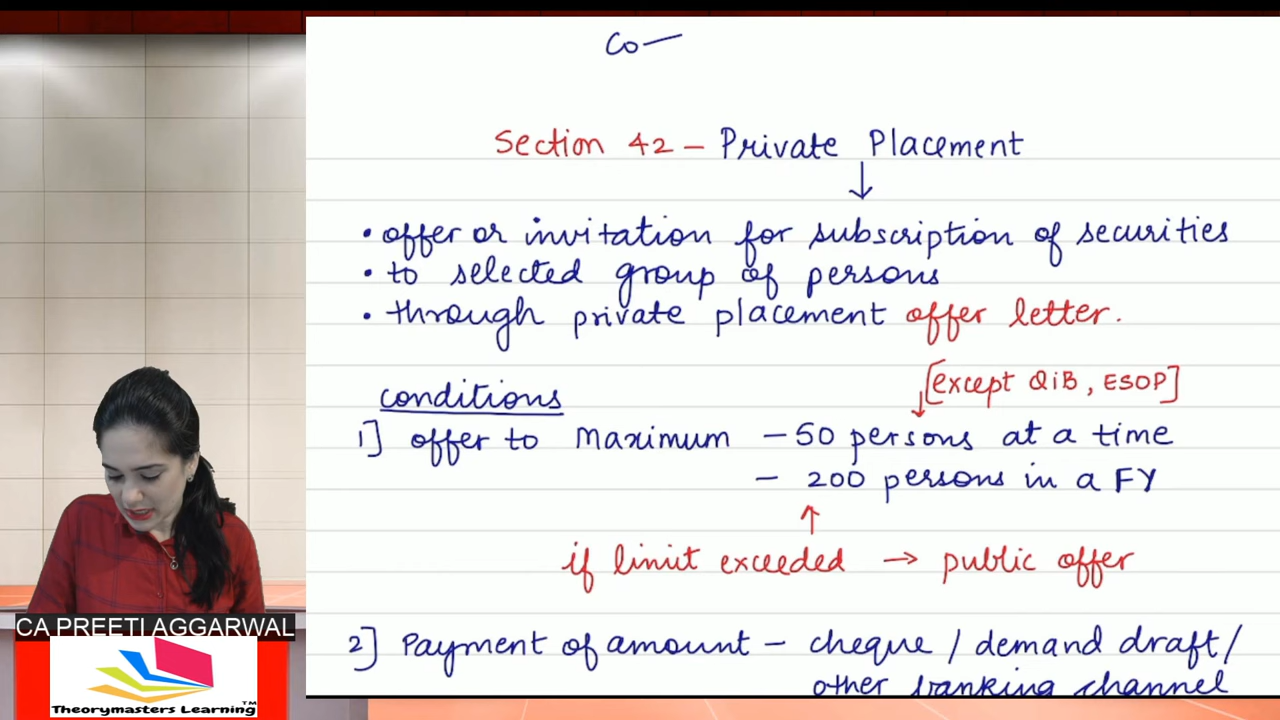 Co—
Section 42 – Private Placement
• offer or invitation for subscription of securities
• to selected group of persons
• through private placement offer letter.
[except QiB, ESOP]
conditions
1] offer to maximum – 50 persons at a time
– 200 persons in a FY
if limit exceeded → public offer
2] Payment of amount – cheque / demand draft /
other banking channel
CA PREETI AGGARWAL
Theorymasters Learning™